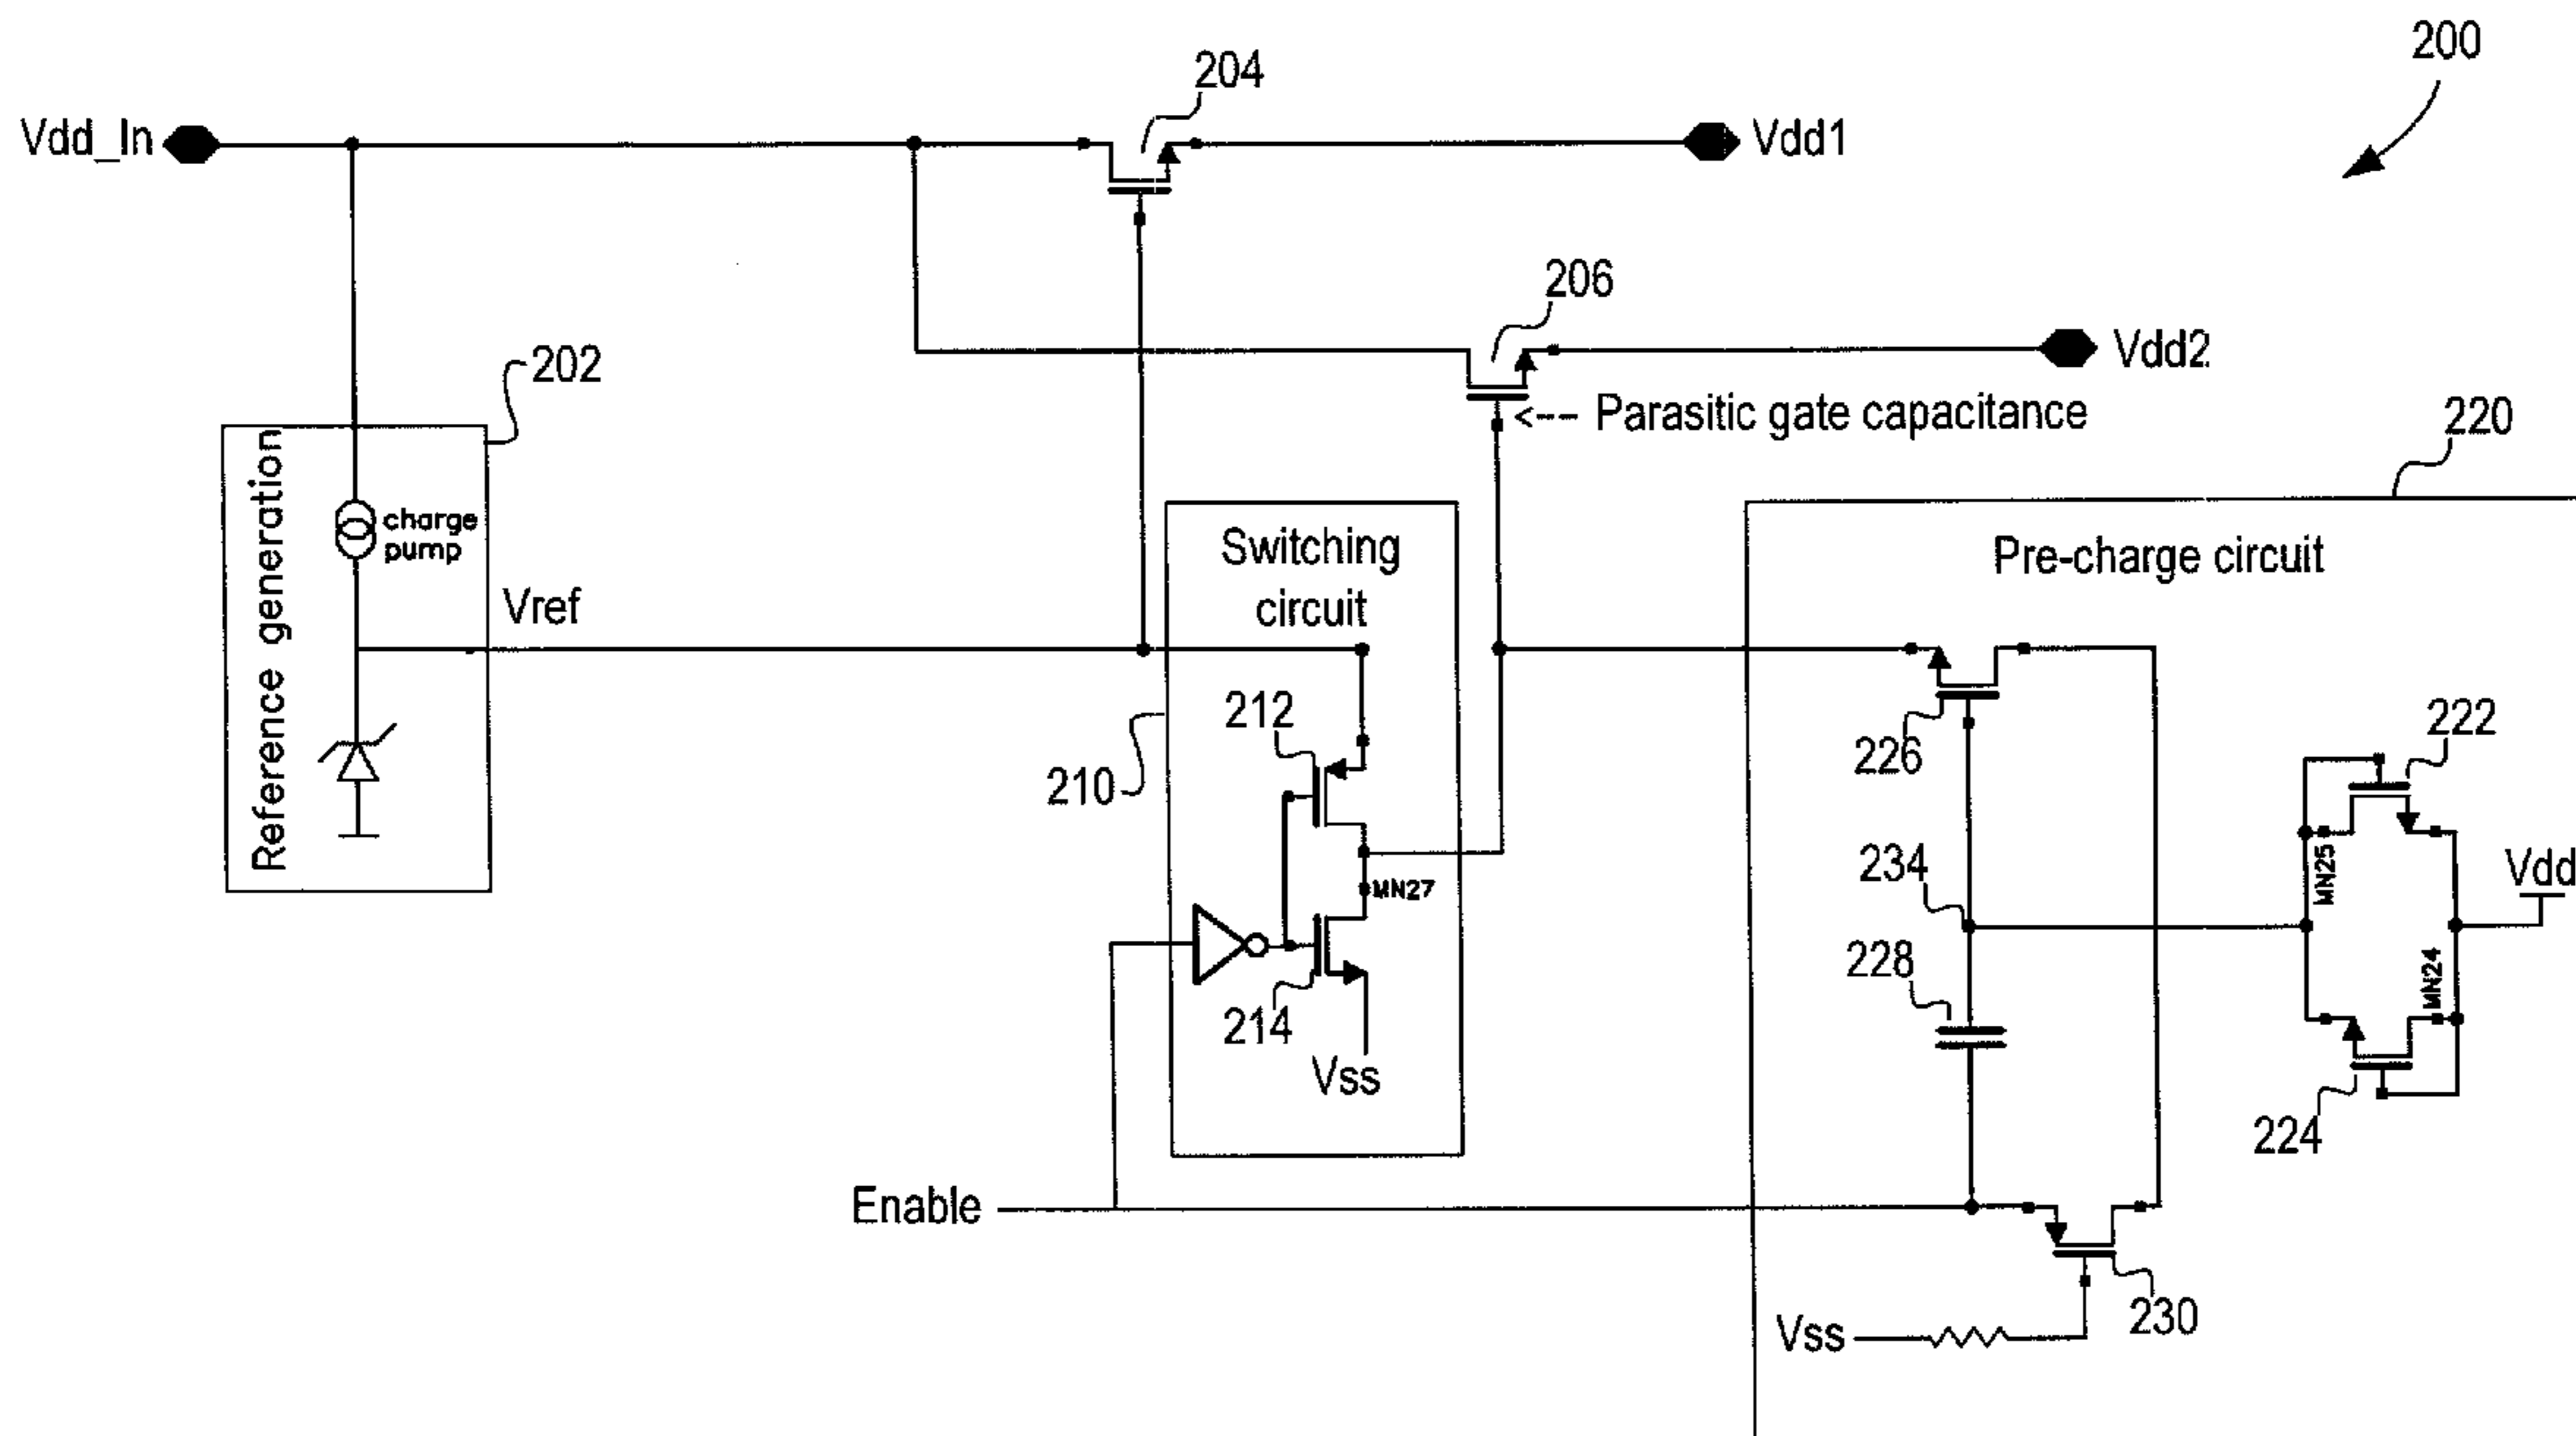 200
204
Vdd_In
Vdd1
206
Vdd2
202
<-- Parasitic gate capacitance
220
Reference generation
charge
pump
Switching
circuit
Pre-charge circuit
Vref
212
222
226
210
MN25
234
Vdd
MN27
228
MN24
214
Vss
224
Enable
230
Vss